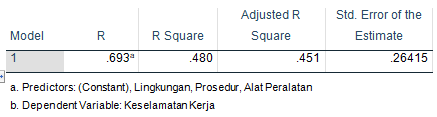 Adjusted R Std. Error of the
Model R R Square Square Estimate
1 .693a .480 .451 .26415
a. Predictors: (Constant), Lingkungan, Prosedur, Alat Peralatan
b. Dependent Variable: Keselamatan Kerja